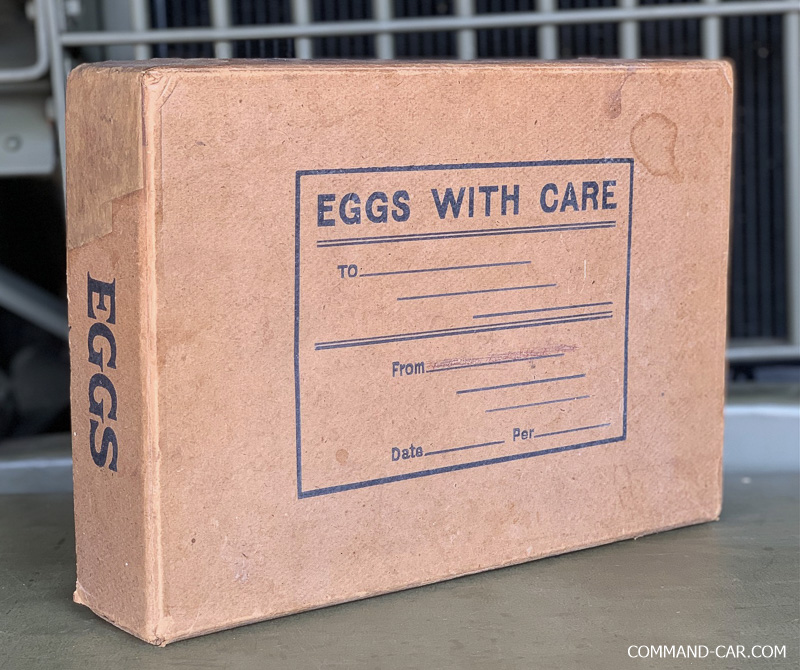 EGGS WITH CARE
TO
From
Date Per
EGGS
COMMAND-CAR.COM